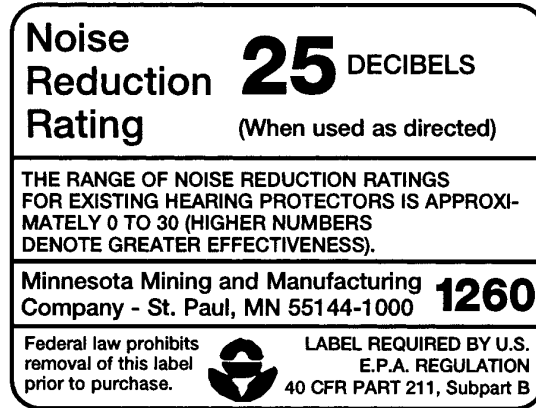 Noise
Reduction
Rating
25 DECIBELS
(When used as directed)
THE RANGE OF NOISE REDUCTION RATINGS
FOR EXISTING HEARING PROTECTORS IS APPROXI-
MATELY 0 TO 30 (HIGHER NUMBERS
DENOTE GREATER EFFECTIVENESS).
Minnesota Mining and Manufacturing
Company - St. Paul, MN 55144-1000
1260
Federal law prohibits
removal of this label
prior to purchase.
LABEL REQUIRED BY U.S.
E.P.A. REGULATION
40 CFR PART 211, Subpart B